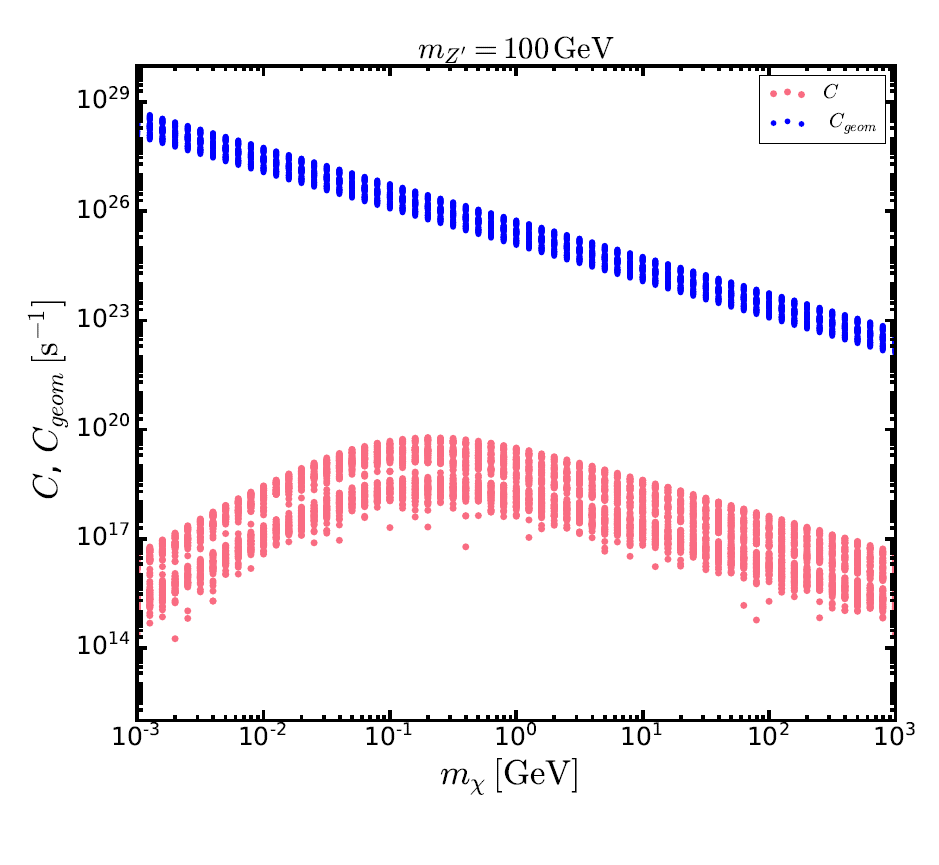 m_{Z'} = 100 GeV
C
C_{geom}
10^{29}
10^{26}
10^{23}
10^{20}
10^{17}
10^{14}
C, C_{geom} [s^{-1}]
10^{-3} 10^{-2} 10^{-1} 10^{0} 10^{1} 10^{2} 10^{3}
m_χ [GeV]